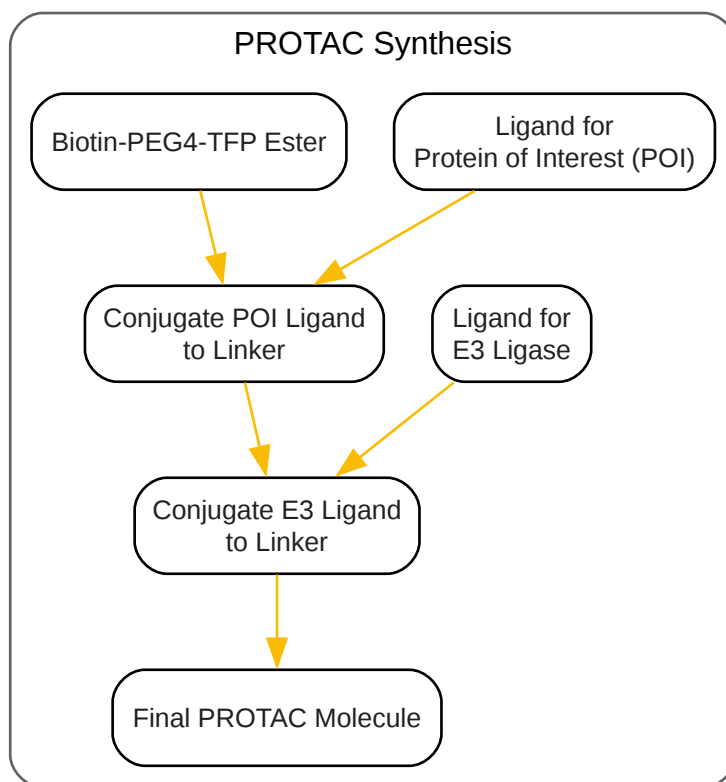 PROTAC Synthesis
Biotin-PEG4-TFP Ester
Ligand for
Protein of Interest (POI)
Conjugate POI Ligand
to Linker
Ligand for
E3 Ligase
Conjugate E3 Ligand
to Linker
Final PROTAC Molecule